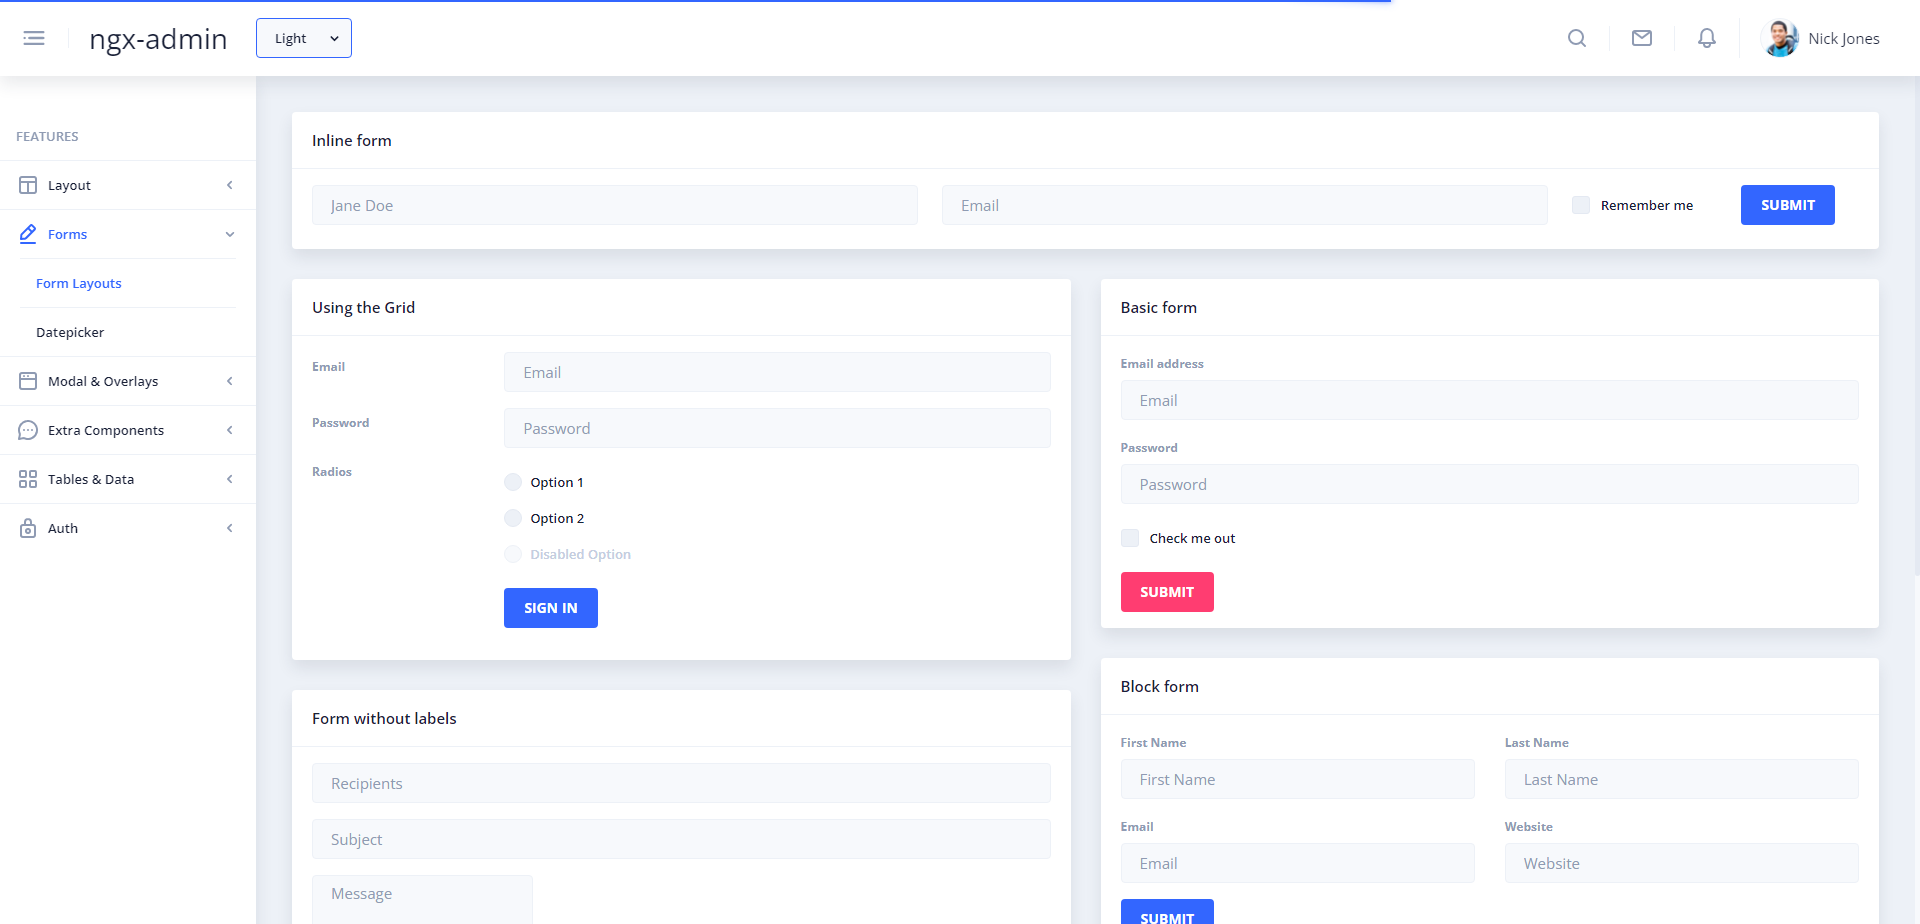 ngx-admin
Light
Nick Jones
FEATURES
Layout
Forms
Form Layouts
Datepicker
Modal & Overlays
Extra Components
Tables & Data
Auth
Inline form
Jane Doe
Email
Remember me
SUBMIT
Using the Grid
Email
Email
Password
Password
Radios
Option 1
Option 2
Disabled Option
SIGN IN
Form without labels
Recipients
Subject
Message
Basic form
Email address
Email
Password
Password
Check me out
SUBMIT
Block form
First Name
First Name
Last Name
Last Name
Email
Email
Website
Website
SUBMIT